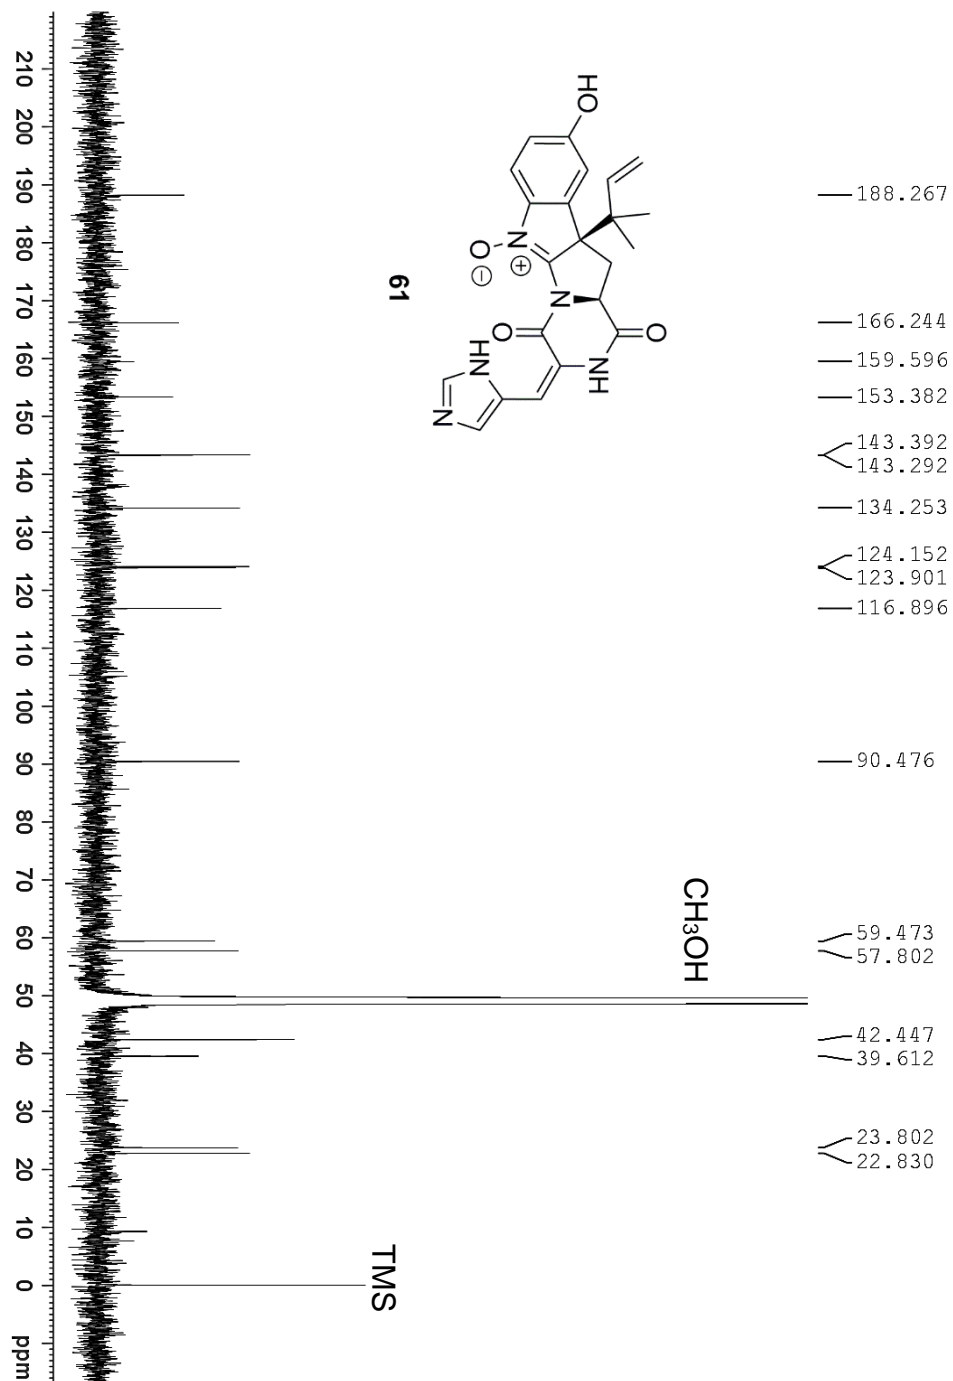 188.267
166.244
159.596
153.382
143.392
143.292
134.253
124.152
123.901
116.896
90.476
59.473
57.802
42.447
39.612
23.802
22.830
CH3OH
TMS
HO
N
⊕
O
⊖
N
O
O
NH
HN
N
61
210 200 190 180 170 160 150 140 130 120 110 100 90 80 70 60 50 40 30 20 10 0 ppm